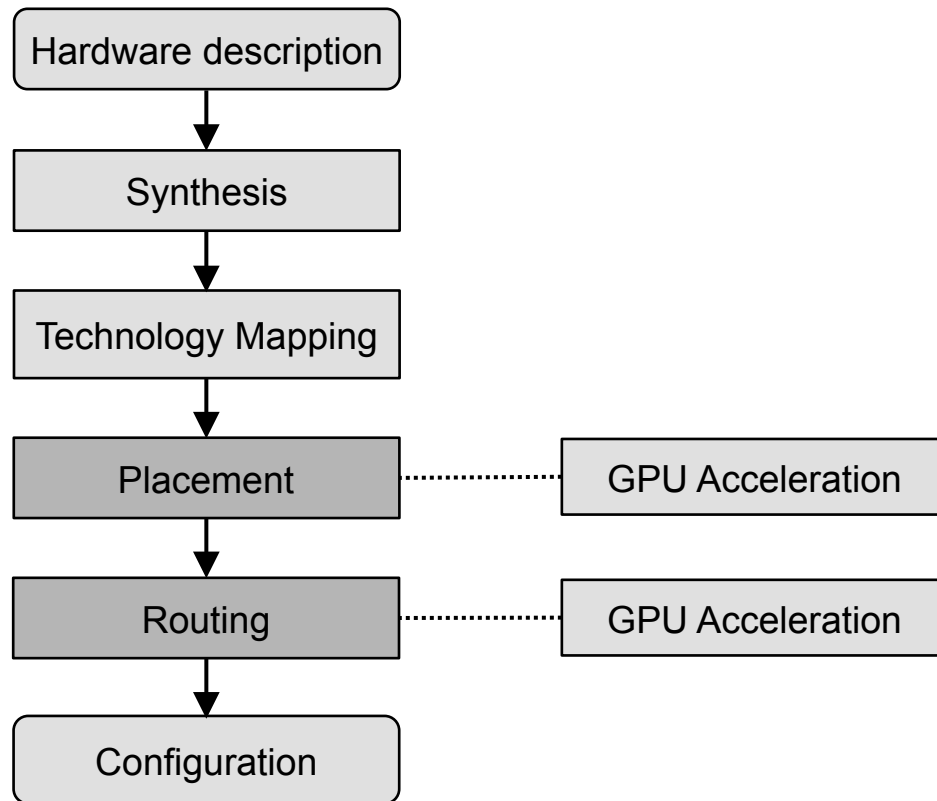 Hardware description
Synthesis
Technology Mapping
Placement
GPU Acceleration
Routing
GPU Acceleration
Configuration